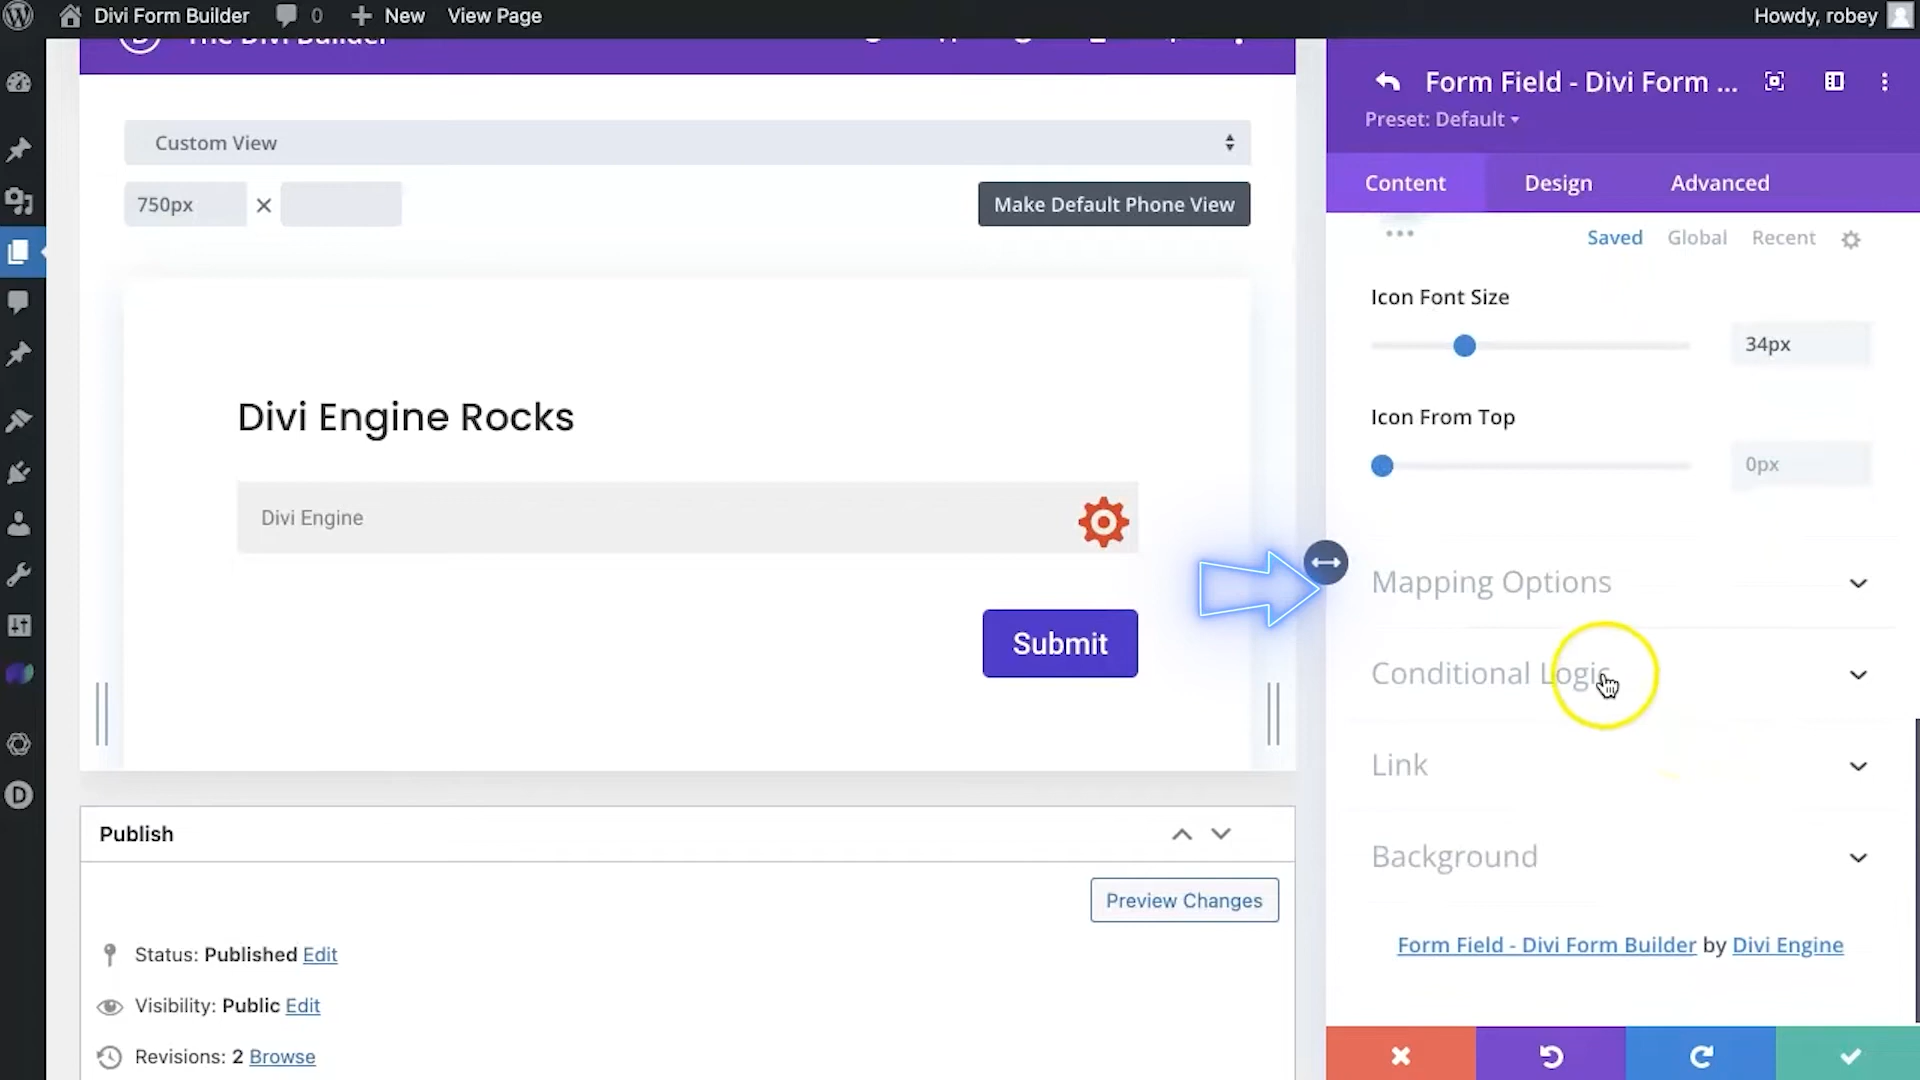 Divi Form Builder 0 New View Page Howdy, robey
The Divi Builder
Custom View
750px
Make Default Phone View
Divi Engine Rocks
Divi Engine
Submit
Publish
Preview Changes
Status: Published Edit
Visibility: Public Edit
Revisions: 2 Browse
Form Field - Divi Form ...
Preset: Default
Content Design Advanced
Saved Global Recent
Icon Font Size
34px
Icon From Top
0px
Mapping Options
Conditional Logic
Link
Background
Form Field - Divi Form Builder by Divi Engine